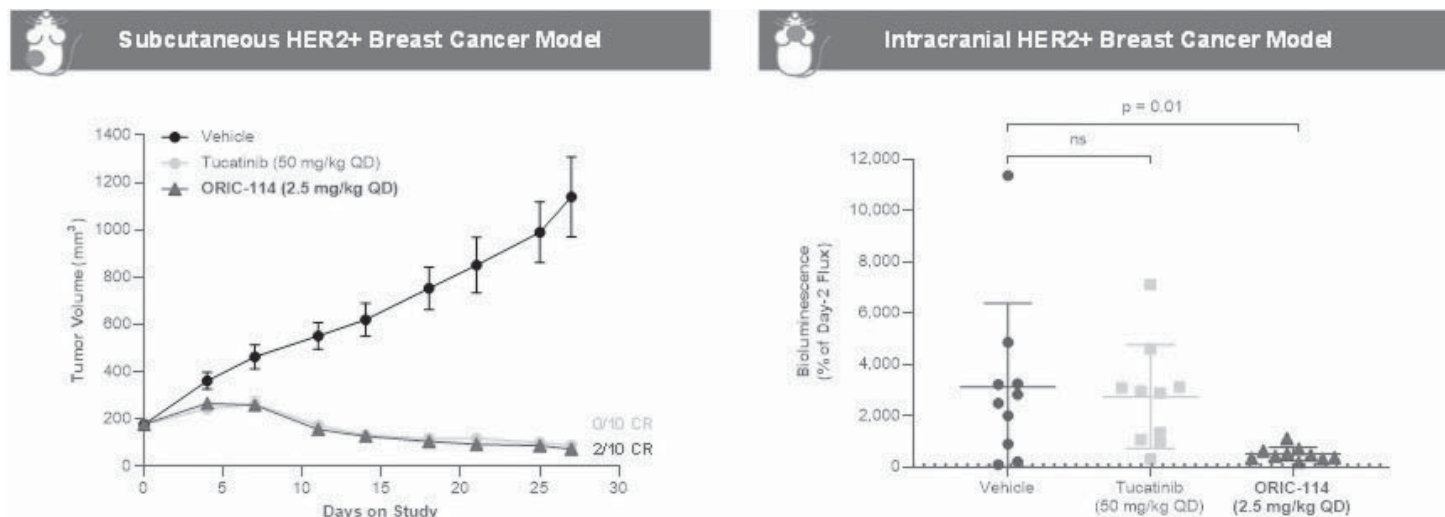 Subcutaneous HER2+ Breast Cancer Model
Tumor Volume (mm³)
1400
1200
1000
800
600
400
200
0
Vehicle
Tucatinib (50 mg/kg QD)
ORIC-114 (2.5 mg/kg QD)
0/10 CR
2/10 CR
0 5 10 15 20 25 30
Days on Study
Intracranial HER2+ Breast Cancer Model
p = 0.01
ns
Bioluminescence
(% of Day-2 Flux)
12,000
10,000
8,000
6,000
4,000
2,000
0
Vehicle Tucatinib ORIC-114
(50 mg/kg QD) (2.5 mg/kg QD)